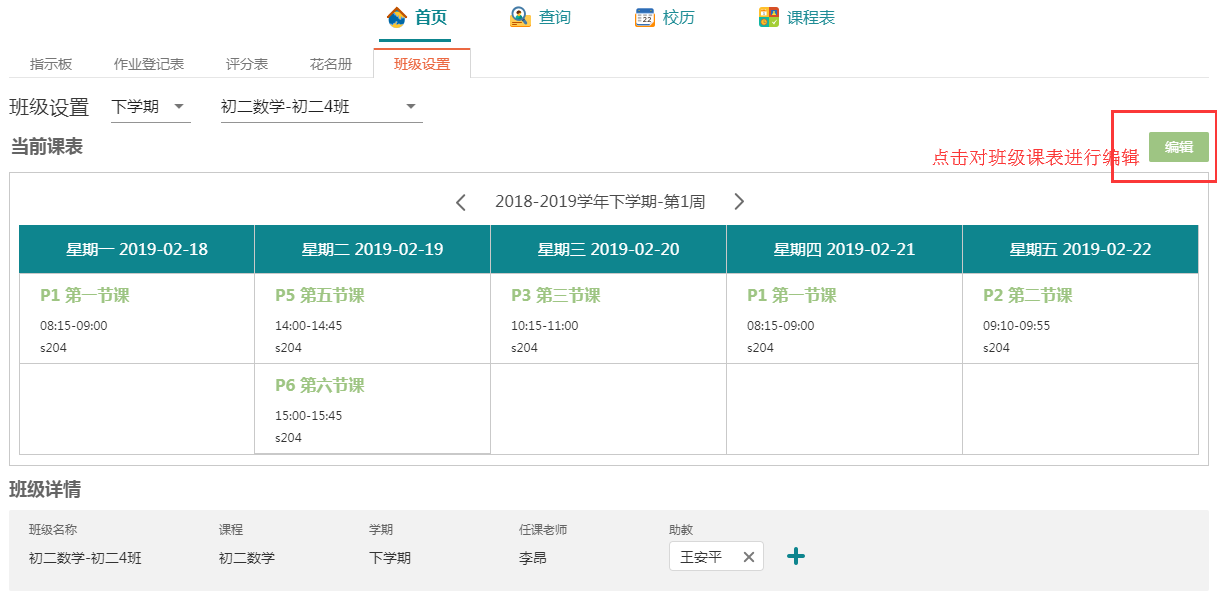 首页 查询 22 校历 课程表
指示板 作业登记表 评分表 花名册 班级设置
班级设置 下学期 初二数学-初二4班
当前课表
编辑
点击对班级课表进行编辑
2018-2019学年下学期-第1周
星期一 2019-02-18 星期二 2019-02-19 星期三 2019-02-20 星期四 2019-02-21 星期五 2019-02-22
P1 第一节课 P5 第五节课 P3 第三节课 P1 第一节课 P2 第二节课
08:15-09:00 14:00-14:45 10:15-11:00 08:15-09:00 09:10-09:55
s204 s204 s204 s204 s204
P6 第六节课
15:00-15:45
s204
班级详情
班级名称 课程 学期 任课老师 助教
初二数学-初二4班 初二数学 下学期 李昂 王安平